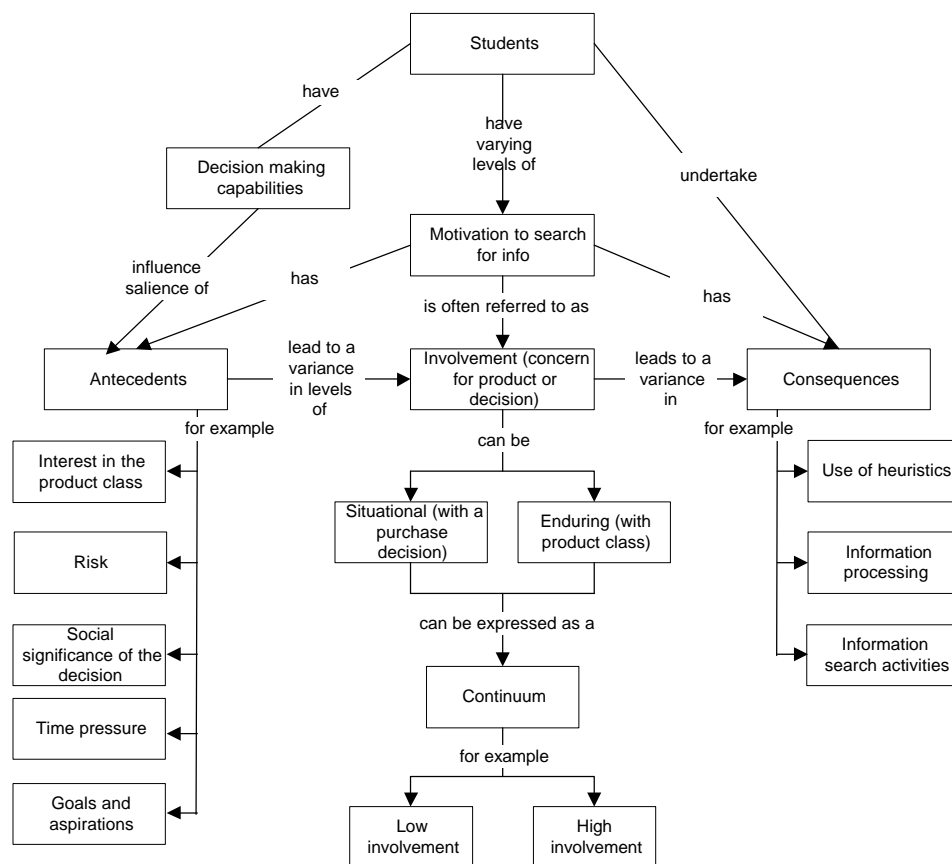 Students
have
have
varying
levels of
Decision making
capabilities
undertake
Motivation to search
for info
influence
salience of
has
has
is often referred to as
Antecedents
lead to a
variance
in levels
of
Involvement (concern
for product or
decision)
leads to a
variance
in
Consequences
for example
can be
for example
Interest in the
product class
Risk
Social
significance of the
decision
Time pressure
Goals and
aspirations
Situational (with a
purchase
decision)
Enduring (with
product class)
can be expressed as a
Continuum
for example
Low
involvement
High
involvement
Use of heuristics
Information
processing
Information
search activities